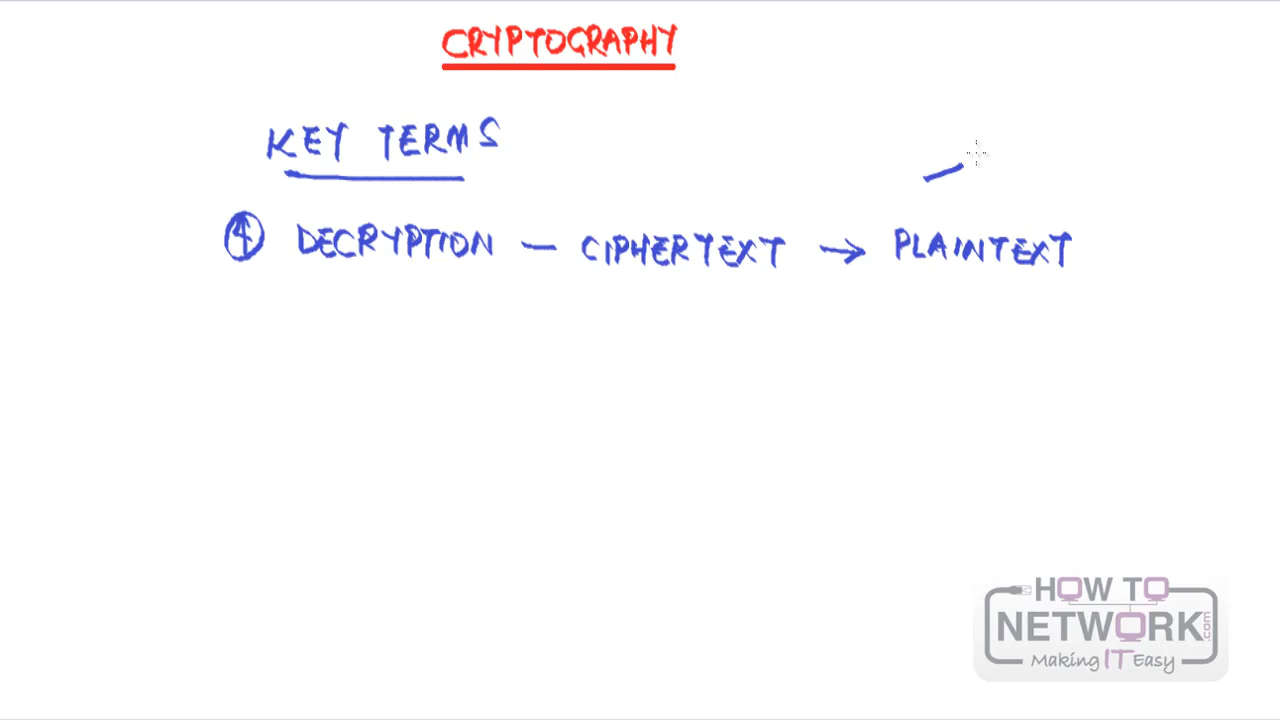 CRYPTOGRAPHY
KEY TERMS
④ DECRYPTION — CIPHERTEXT → PLAINTEXT
HOW TO
NETWORK.com
Making IT Easy